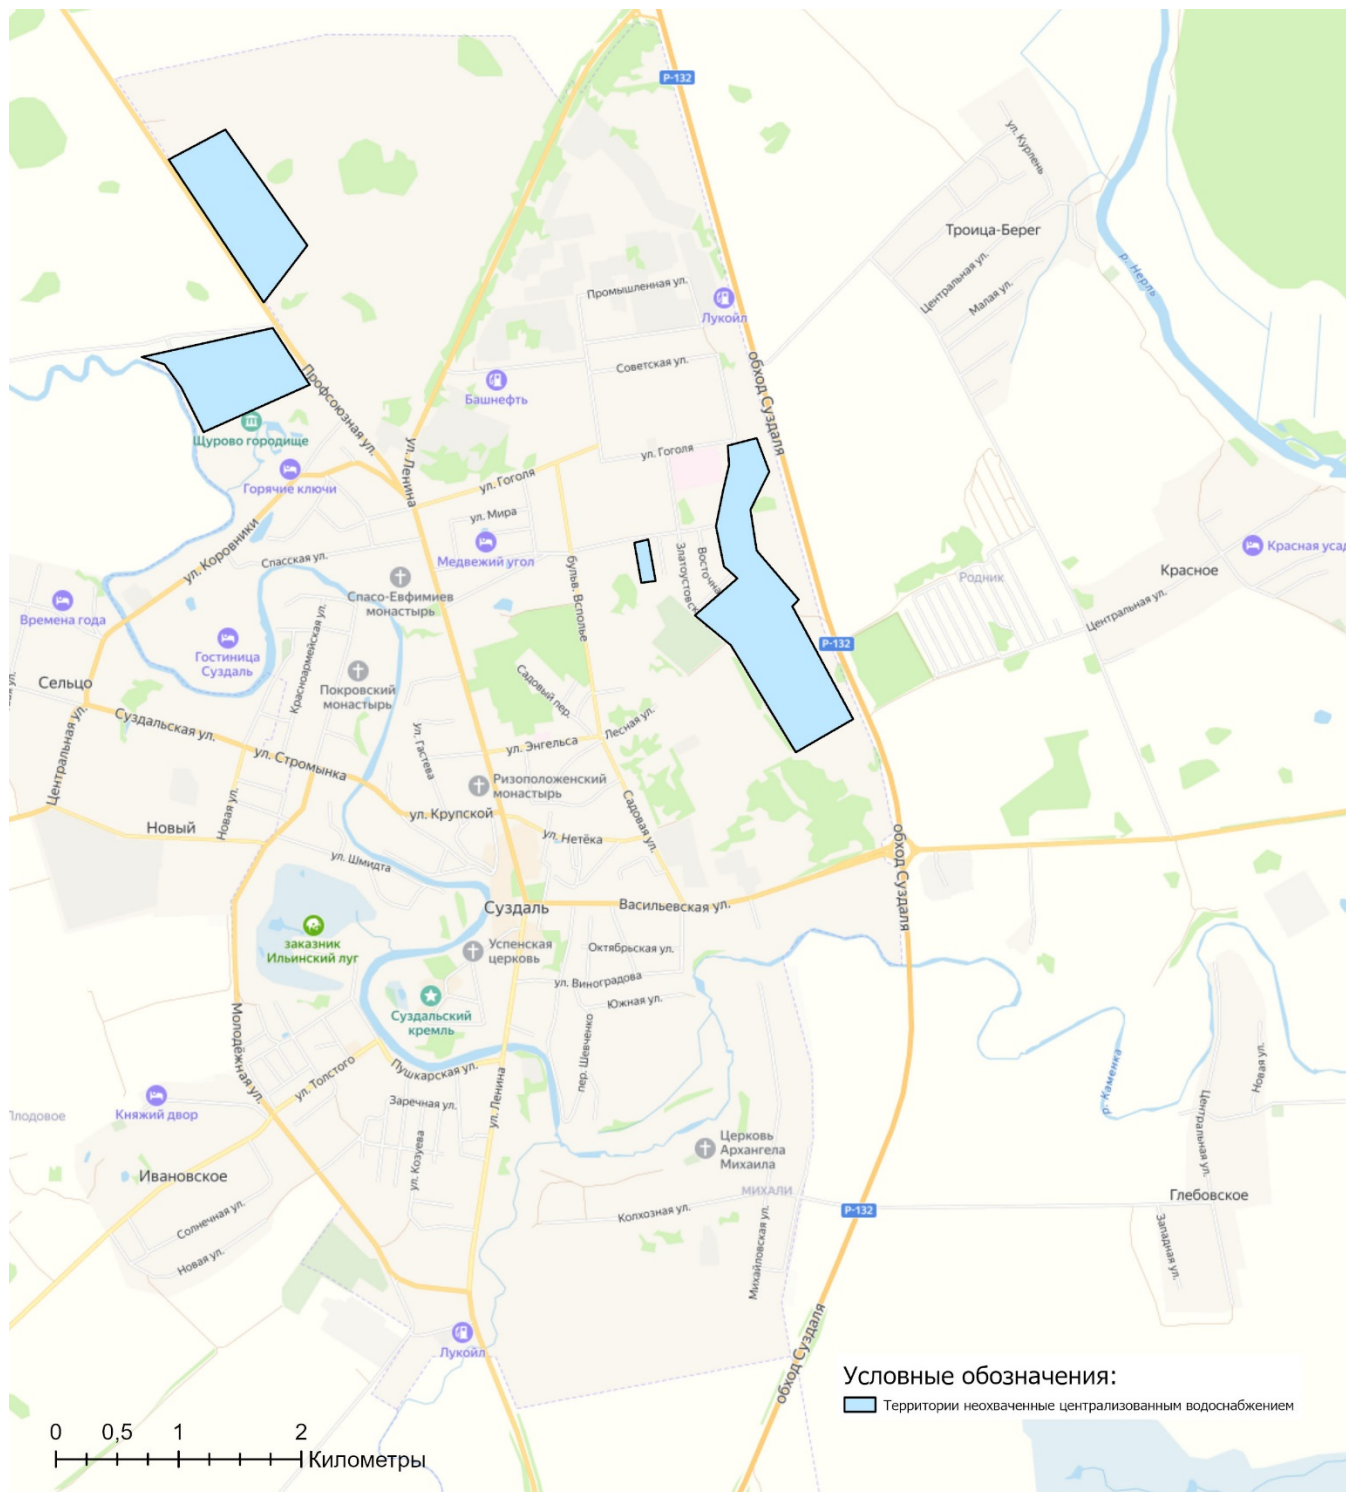 Р-132
ул. Курлень
Троица-Берег
р. Нерль
Центральная ул.
Малая ул.
Промышленная ул.
Лукойл
Советская ул.
обход Суздаля
Профсоюзная ул.
Башнефть
Щурово городище
ул. Ленина
ул. Гоголя
ул. Гоголя
Горячие ключи
ул. Мира
Медвежий угол
ул. Коровники
Спасская ул.
бульв. Всполье
Златоустовск
Восточна
Красная усад
Красное
Родник
Центральная ул.
Спасо-Евфимиев
монастырь
Времена года
Гостиница
Суздаль
Красноармейская ул.
Р-132
Сельцо
Покровский
монастырь
Садовый пер.
Лесная ул.
Суздальская ул.
Центральная ул.
ул. Стромынка
ул. Гастева
ул. Энгельса
Ризоположенский
монастырь
Новая ул.
ул. Крупской
Садовая ул.
Новый
ул. Нетёка
ул. Шмидта
обход Суздаля
Суздаль
Васильевская ул.
заказник
Ильинский луг
Успенская
церковь
Октябрьская ул.
ул. Виноградова
Южная ул.
Суздальский
кремль
Молодёжная ул.
пер. Шевченко
р. Каменка
Новая ул.
Пушкарская ул.
ул. Толстого
ул. Ленина
Княжий двор
Плодовое
Заречная ул.
Центральная ул.
ул. Козуева
Церковь
Архангела
Михаила
Ивановское
МИХАЛИ
Глебовское
Солнечная ул.
Колхозная ул.
Р-132
Новая ул.
Михайловская ул.
Западная ул.
Лукойл
обход Суздаля
Условные обозначения:
Территории неохваченные централизованным водоснабжением
0 0,5 1 2
Километры